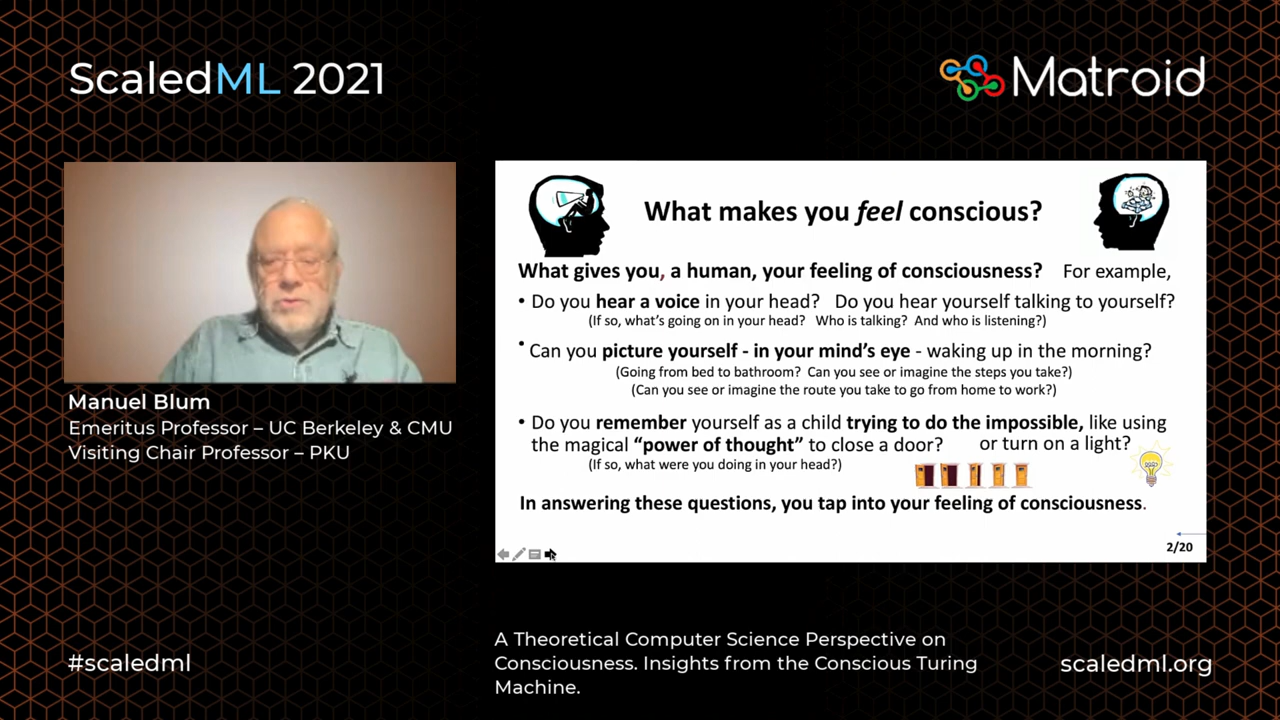 ScaledML 2021
Matroid
Manuel Blum
Emeritus Professor – UC Berkeley & CMU
Visiting Chair Professor – PKU
What makes you feel conscious?
What gives you, a human, your feeling of consciousness? For example,
• Do you hear a voice in your head? Do you hear yourself talking to yourself?
(If so, what's going on in your head? Who is talking? And who is listening?)
• Can you picture yourself - in your mind's eye - waking up in the morning?
(Going from bed to bathroom? Can you see or imagine the steps you take?)
(Can you see or imagine the route you take to go from home to work?)
• Do you remember yourself as a child trying to do the impossible, like using
the magical “power of thought” to close a door? or turn on a light?
(If so, what were you doing in your head?)
In answering these questions, you tap into your feeling of consciousness.
2/20
#scaledml
A Theoretical Computer Science Perspective on
Consciousness. Insights from the Conscious Turing
Machine.
scaledml.org